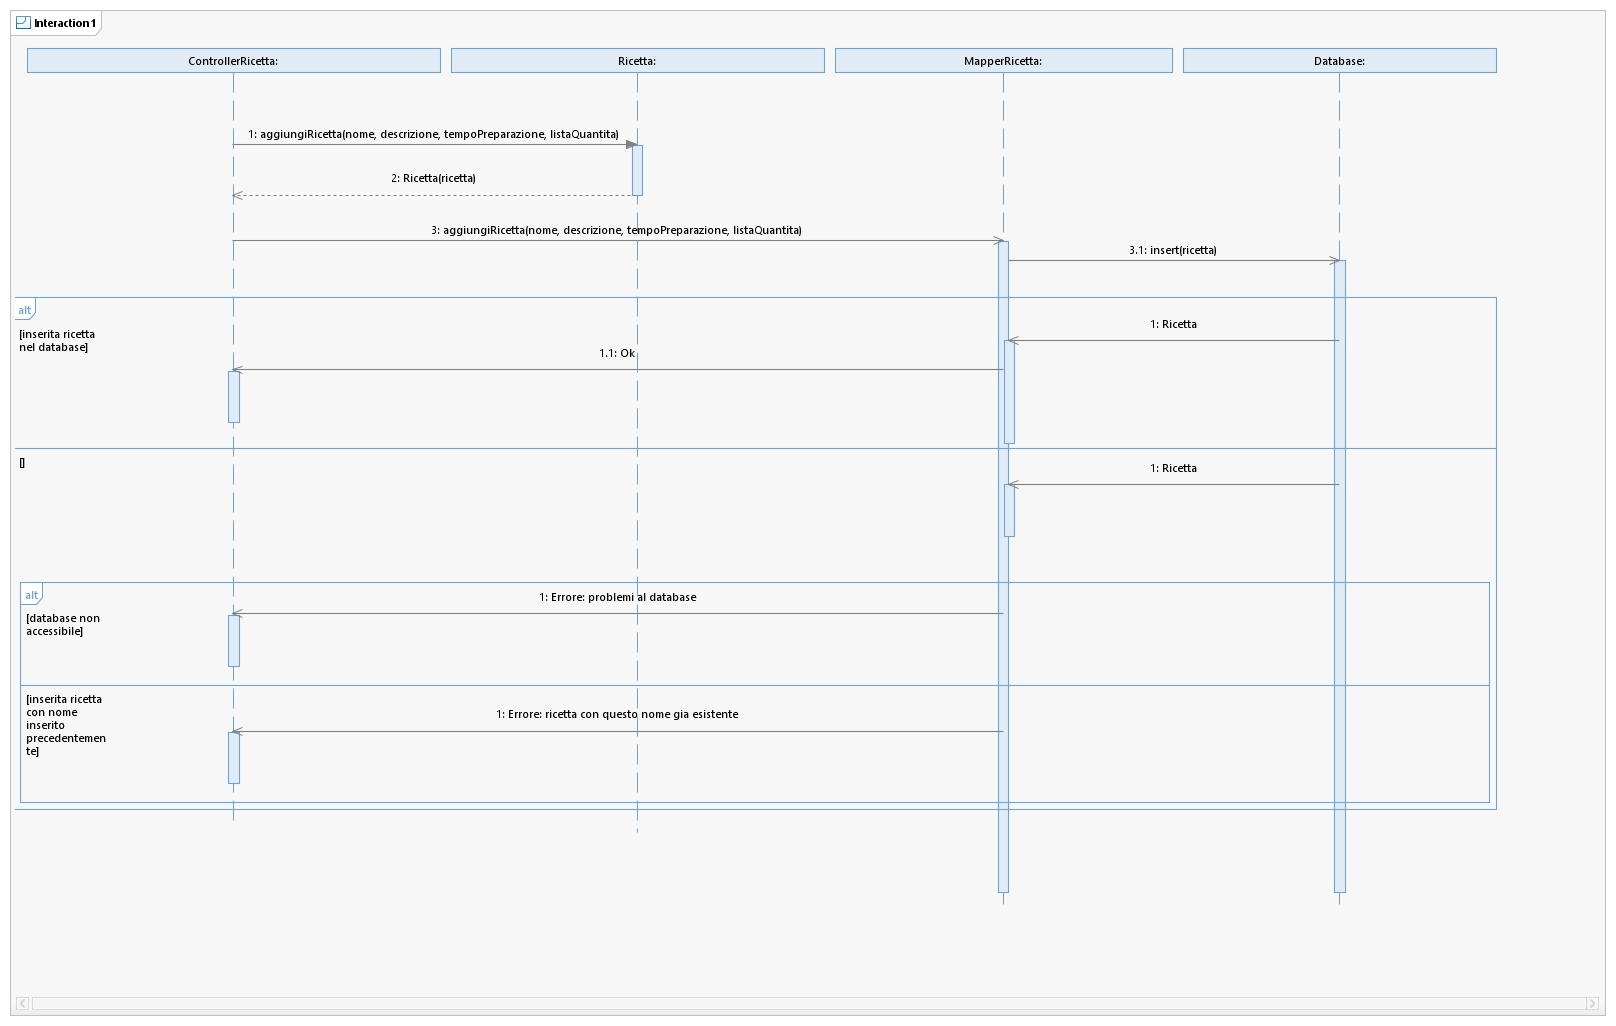 Interaction1
ControllerRicetta:
Ricetta:
MapperRicetta:
Database:
1: aggiungiRicetta(nome, descrizione, tempoPreparazione, listaQuantita)
2: Ricetta(ricetta)
3: aggiungiRicetta(nome, descrizione, tempoPreparazione, listaQuantita)
3.1: insert(ricetta)
alt
[inserita ricetta
nel database]
1: Ricetta
1.1: Ok
[]
1: Ricetta
alt
[database non
accessibile]
1: Errore: problemi al database
[inserita ricetta
con nome
inserito
precedentemen
te]
1: Errore: ricetta con questo nome gia esistente